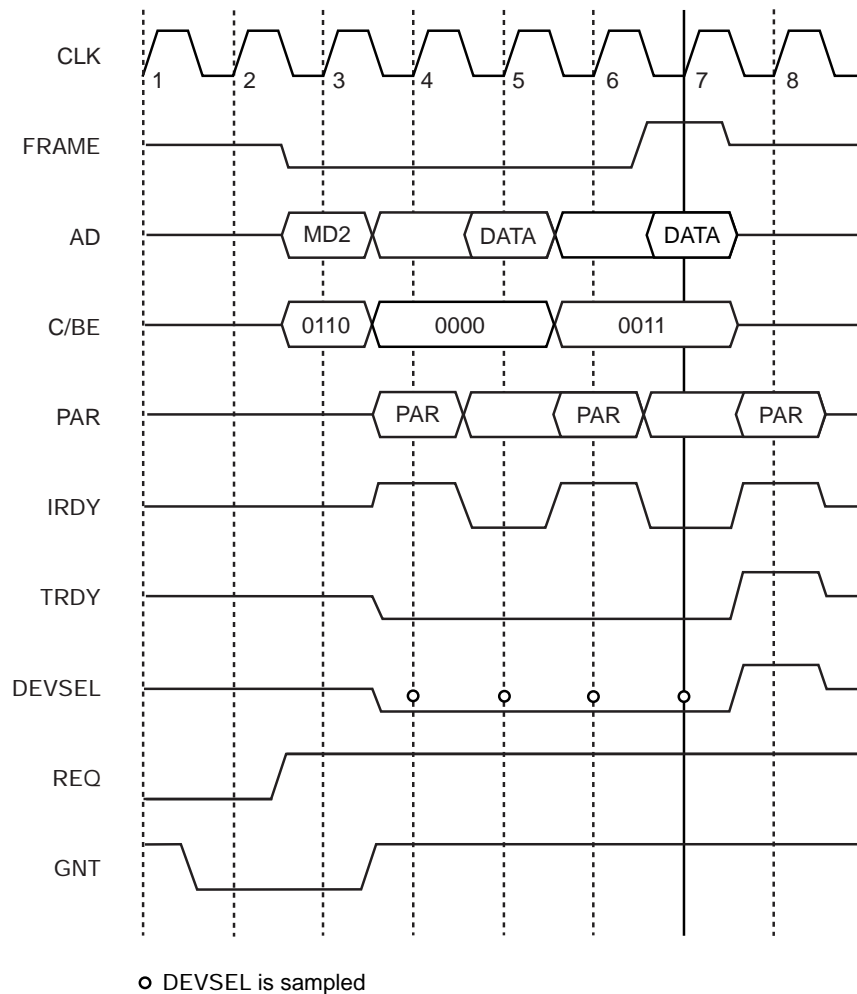 CLK
1 2 3 4 5 6 7 8
FRAME
AD MD2 DATA DATA
C/BE 0110 0000 0011
PAR PAR PAR PAR
IRDY
TRDY
DEVSEL
REQ
GNT
DEVSEL is sampled